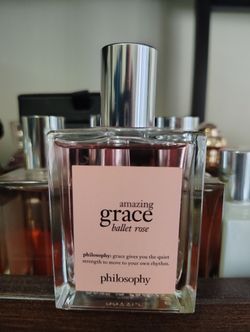 amazing
grace
ballet rose
philosophy: grace gives you the quiet
strength to move to your own rhythm.
philosophy